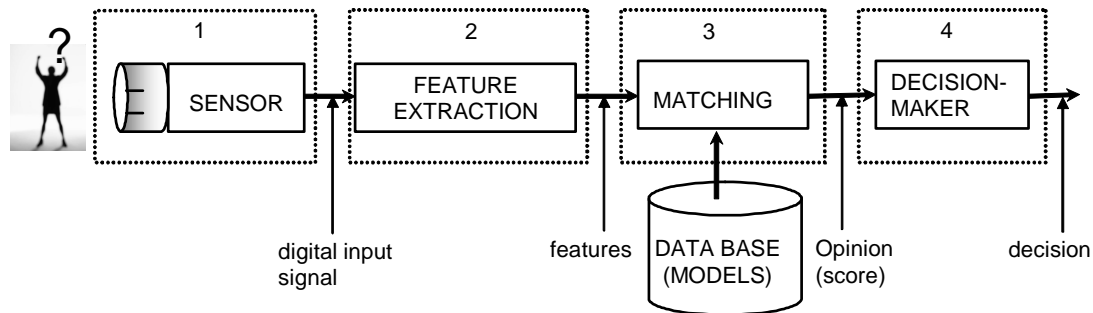 ?
1
2
3
4
SENSOR
FEATURE
EXTRACTION
MATCHING
DECISION-
MAKER
digital input
signal
features
DATA BASE
(MODELS)
Opinion
(score)
decision